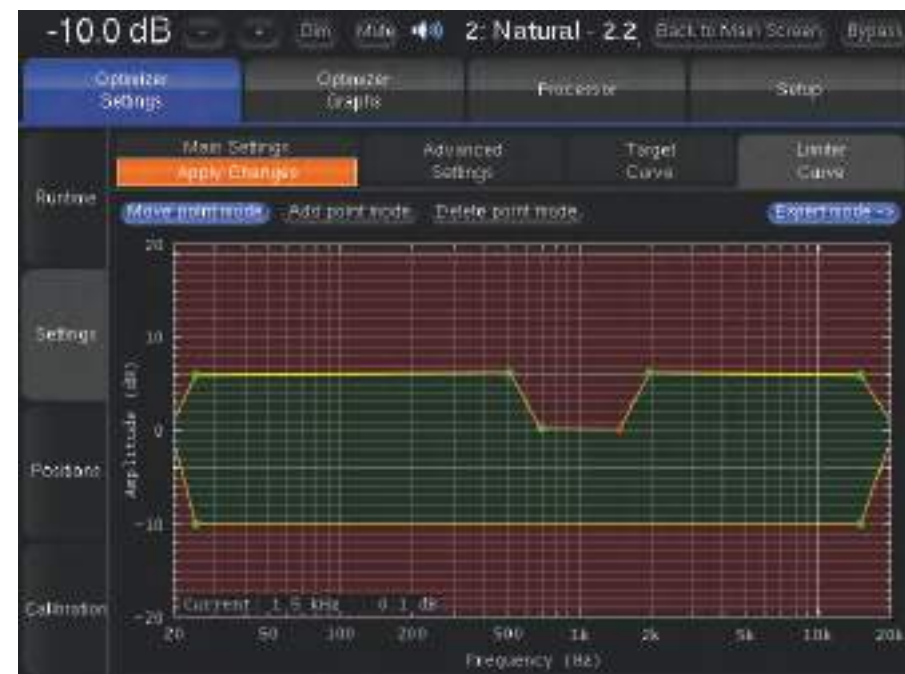 -10.0 dB - + Dim Mute 2: Natural - 2.2 Back to Main Screen Bypass
Optimizer Settings
Optimizer Graphs
Processor
Setup
Main Settings
Apply Changes
Advanced Settings
Target Curve
Limiter Curve
Runtime
Settings
Positions
Calibration
Move point mode Add point mode Delete point mode Expert mode ->
20
10
0
-10
-20
Amplitude (dB)
Current 1.5 kHz 0.1 dB
20 50 100 200 500 1k 2k 5k 10k 20k
Frequency (Hz)